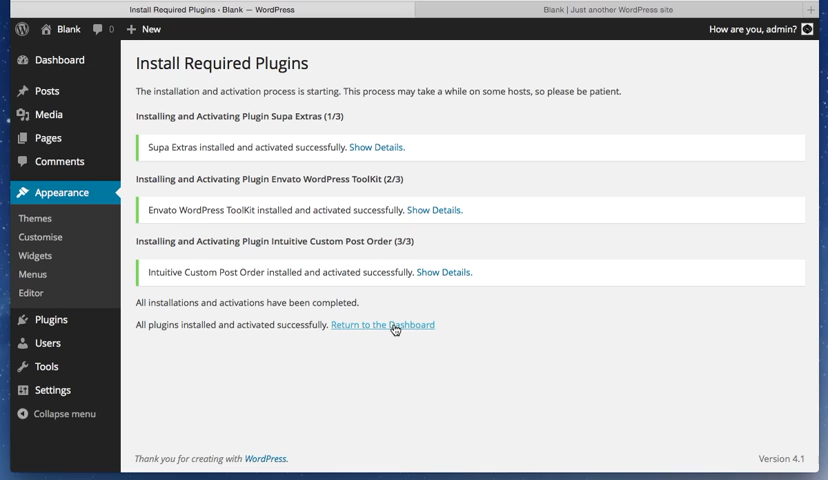 Install Required Plugins ‹ Blank — WordPress
Blank | Just another WordPress site
Blank
0
New
How are you, admin?
Dashboard
Posts
Media
Pages
Comments
Appearance
Themes
Customise
Widgets
Menus
Editor
Plugins
Users
Tools
Settings
Collapse menu
Install Required Plugins
The installation and activation process is starting. This process may take a while on some hosts, so please be patient.
Installing and Activating Plugin Supa Extras (1/3)
Supa Extras installed and activated successfully. Show Details.
Installing and Activating Plugin Envato WordPress ToolKit (2/3)
Envato WordPress ToolKit installed and activated successfully. Show Details.
Installing and Activating Plugin Intuitive Custom Post Order (3/3)
Intuitive Custom Post Order installed and activated successfully. Show Details.
All installations and activations have been completed.
All plugins installed and activated successfully. Return to the Dashboard
Thank you for creating with WordPress.
Version 4.1